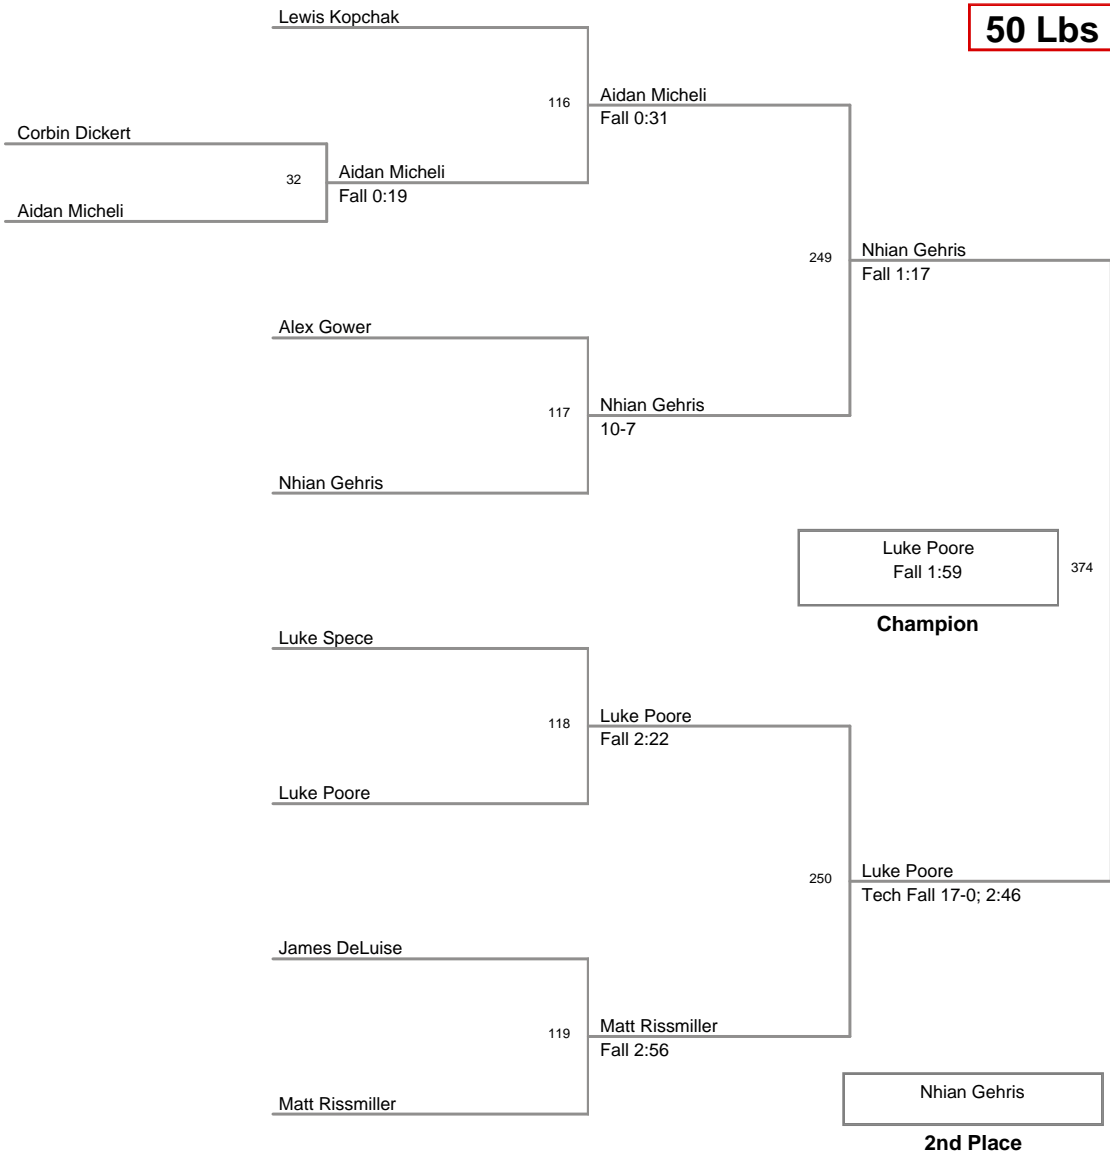 Lewis Kopchak
50 Lbs
116
Aidan Micheli
Fall 0:31
Corbin Dickert
32
Aidan Micheli
Fall 0:19
Aidan Micheli
249
Nhian Gehris
Fall 1:17
Alex Gower
117
Nhian Gehris
10-7
Nhian Gehris
Luke Poore
Fall 1:59
374
Champion
Luke Spece
118
Luke Poore
Fall 2:22
Luke Poore
250
Luke Poore
Tech Fall 17-0; 2:46
James DeLuise
119
Matt Rissmiller
Fall 2:56
Matt Rissmiller
Nhian Gehris
2nd Place